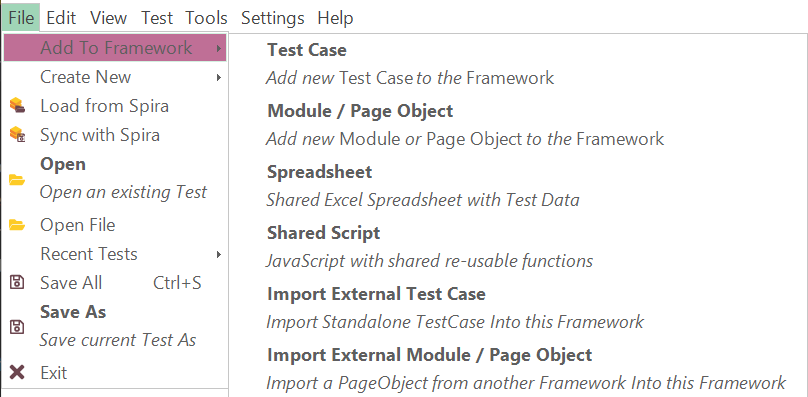 File Edit View Test Tools Settings Help
Add To Framework
Create New
Load from Spira
Sync with Spira
Open
Open an existing Test
Open File
Recent Tests
Save All Ctrl+S
Save As
Save current Test As
Exit
Test Case
Add new Test Case to the Framework
Module / Page Object
Add new Module or Page Object to the Framework
Spreadsheet
Shared Excel Spreadsheet with Test Data
Shared Script
JavaScript with shared re-usable functions
Import External Test Case
Import Standalone TestCase Into this Framework
Import External Module / Page Object
Import a PageObject from another Framework Into this Framework